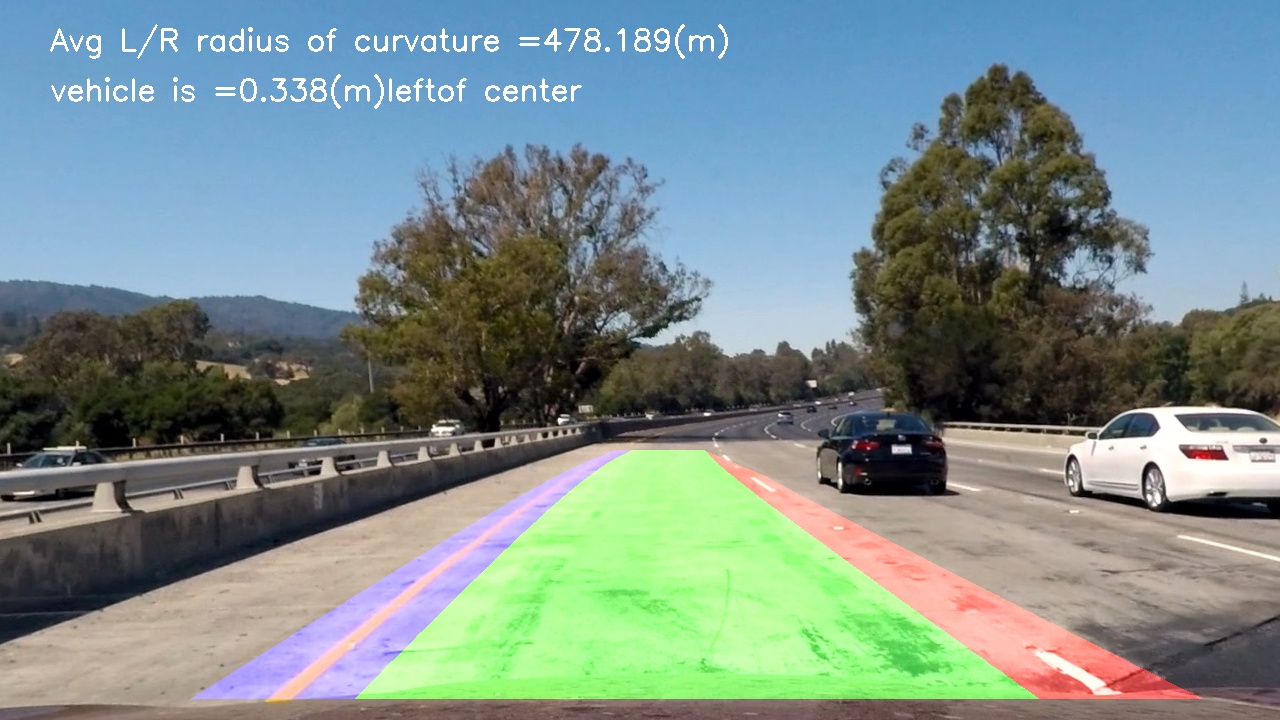 Avg L/R radius of curvature =478.189(m)
vehicle is =0.338(m)leftof center